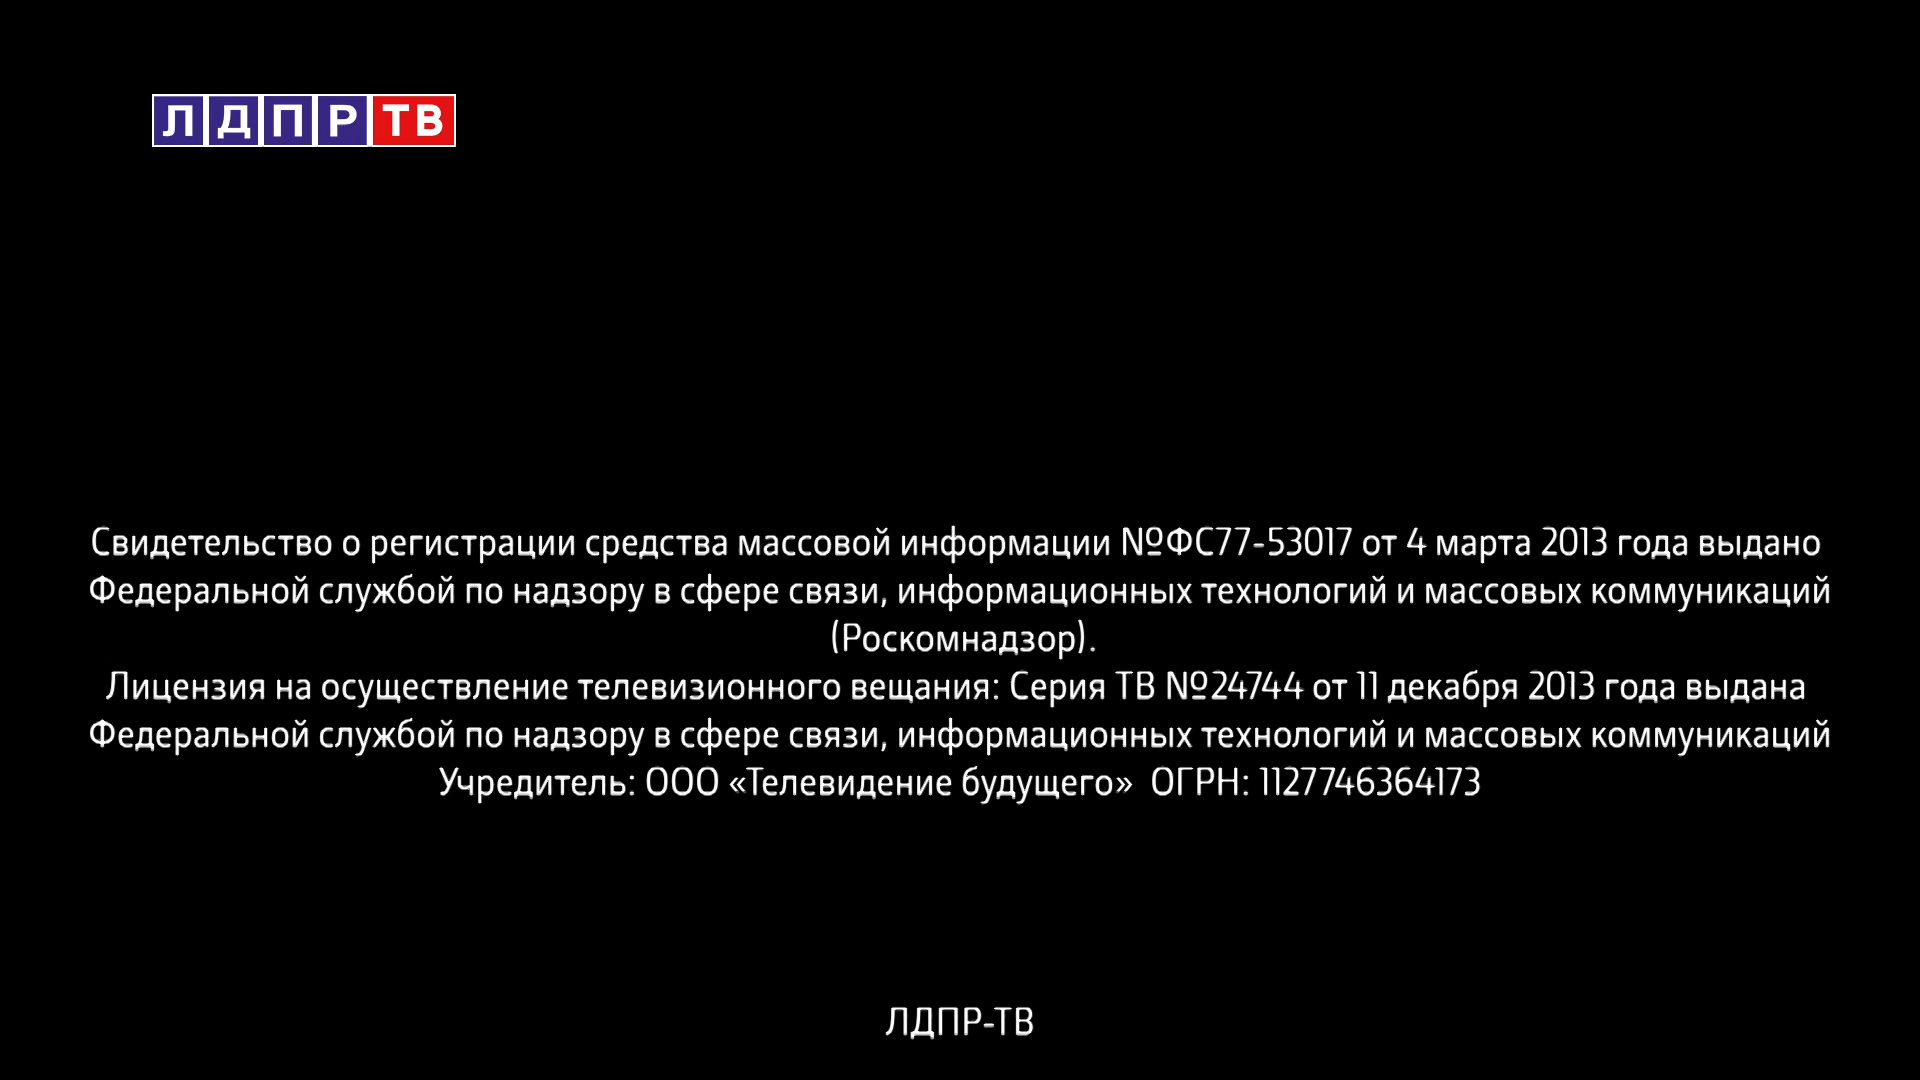 ЛДПР ТВ
Свидетельство о регистрации средства массовой информации №ФС77-53017 от 4 марта 2013 года выдано
Федеральной службой по надзору в сфере связи, информационных технологий и массовых коммуникаций
(Роскомнадзор).
Лицензия на осуществление телевизионного вещания: Серия ТВ №24744 от 11 декабря 2013 года выдана
Федеральной службой по надзору в сфере связи, информационных технологий и массовых коммуникаций
Учредитель: ООО «Телевидение будущего» ОГРН: 1127746364173
ЛДПР-ТВ